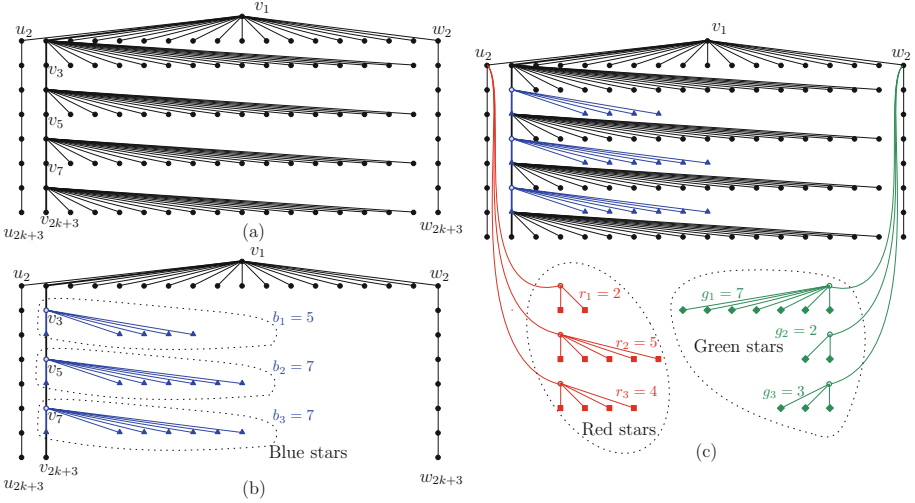 v₁
u₂ w₂
v₃
v₅
v₇
v₂ₖ₊₃
u₂ₖ₊₃ w₂ₖ₊₃
(a)
v₁
w₂
v₃ b₁ = 5
v₅ b₂ = 7
v₇ b₃ = 7
Blue stars
v₂ₖ₊₃
u₂ₖ₊₃ w₂ₖ₊₃
(b)
v₁
u₂ w₂
r₁ = 2
r₂ = 5
r₃ = 4
Red stars
g₁ = 7
g₂ = 2
Green stars
g₃ = 3
(c)